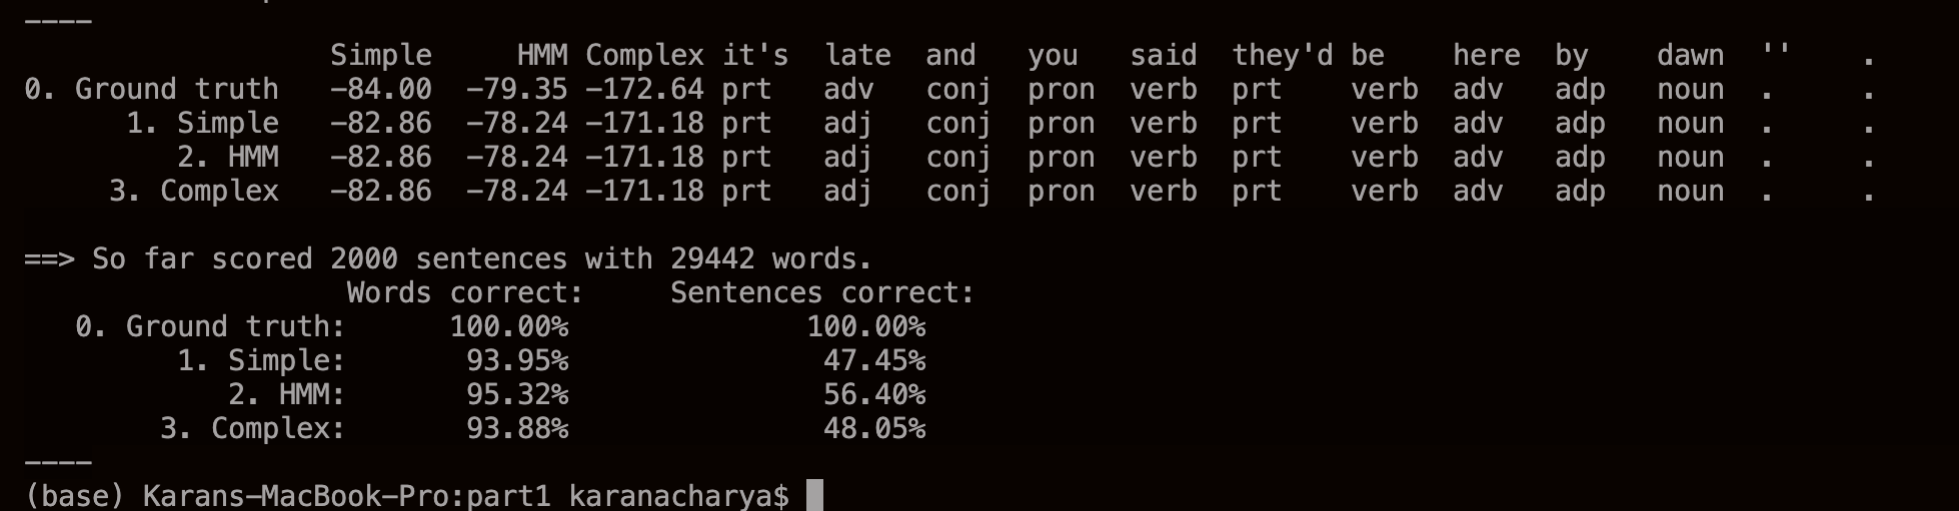 ----
                  Simple     HMM Complex it's  late  and   you   said  they'd be    here  by    dawn  ''    .
0. Ground truth   -84.00  -79.35 -172.64 prt   adv   conj  pron  verb  prt    verb  adv   adp   noun  .     .
      1. Simple   -82.86  -78.24 -171.18 prt   adj   conj  pron  verb  prt    verb  adv   adp   noun  .     .
         2. HMM   -82.86  -78.24 -171.18 prt   adj   conj  pron  verb  prt    verb  adv   adp   noun  .     .
     3. Complex   -82.86  -78.24 -171.18 prt   adj   conj  pron  verb  prt    verb  adv   adp   noun  .     .
==> So far scored 2000 sentences with 29442 words.
                   Words correct:     Sentences correct:
   0. Ground truth:      100.00%              100.00%
         1. Simple:       93.95%               47.45%
            2. HMM:       95.32%               56.40%
        3. Complex:       93.88%               48.05%
----
(base) Karans-MacBook-Pro:part1 karanacharya$